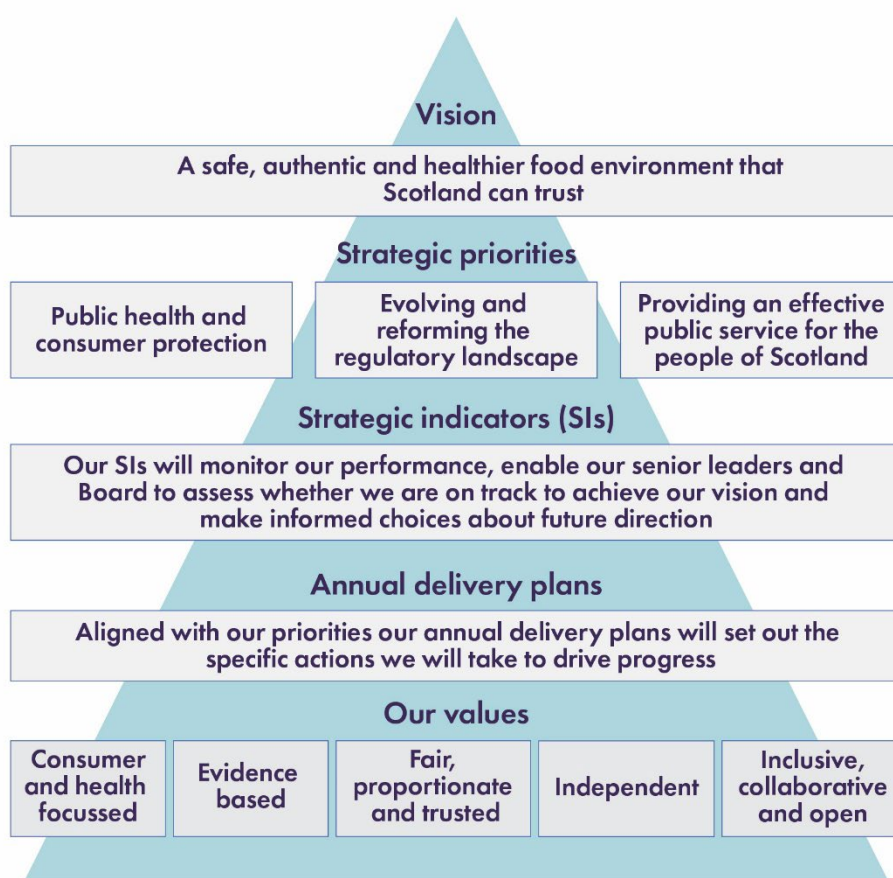 Vision
A safe, authentic and healthier food environment that
Scotland can trust
Strategic priorities
Public health and
consumer protection
Evolving and
reforming the
regulatory landscape
Providing an effective
public service for the
people of Scotland
Strategic indicators (SIs)
Our SIs will monitor our performance, enable our senior leaders and
Board to assess whether we are on track to achieve our vision and
make informed choices about future direction
Annual delivery plans
Aligned with our priorities our annual delivery plans will set out the
specific actions we will take to drive progress
Our values
Consumer
and health
focussed
Evidence
based
Fair,
proportionate
and trusted
Independent
Inclusive,
collaborative
and open